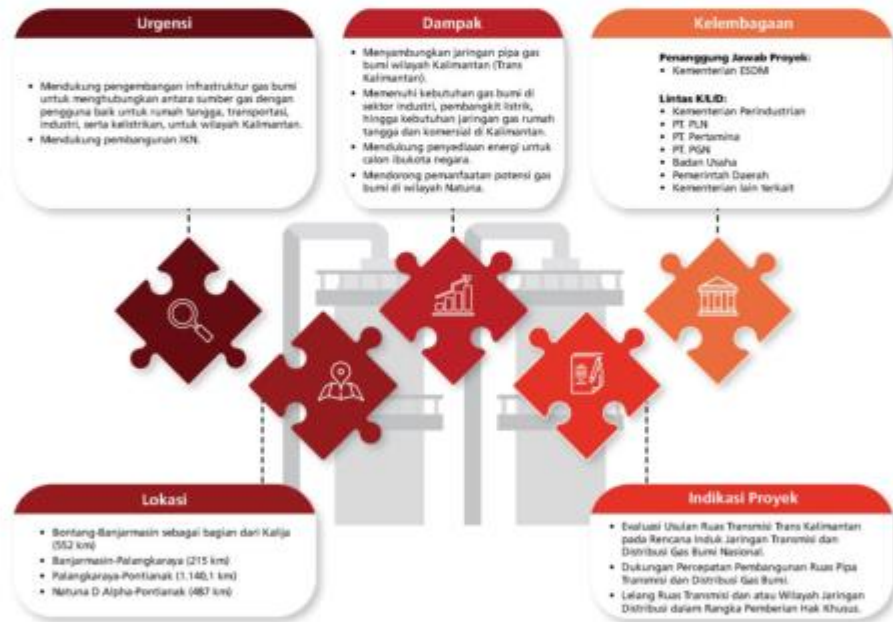 Urgensi
• Mendukung pengembangan infrastruktur gas bumi
untuk menghubungkan antara sumber gas dengan
pengguna baik untuk rumah tangga, transportasi,
industri, serta kelistrikan, untuk wilayah Kalimantan.
• Mendukung pembangunan IKN.
Dampak
• Menyambungkan jaringan pipa gas
bumi wilayah Kalimantan (Trans
Kalimantan).
• Memenuhi kebutuhan gas bumi di
sektor industri, pembangkit listrik,
hingga kebutuhan jaringan gas rumah
tangga dan komersial di Kalimantan.
• Mendukung penyediaan energi untuk
calon ibukota negara.
• Mendorong pemanfaatan potensi gas
bumi di wilayah Natuna.
Kelembagaan
Penanggung Jawab Proyek:
• Kementerian ESDM
Lintas K/L/D:
• Kementerian Perindustrian
• PT. PLN
• PT. Pertamina
• PT. PGN
• Badan Usaha
• Pemerintah Daerah
• Kementerian lain terkait
Lokasi
• Bontang-Banjarmasin sebagai bagian dari Kalija
(552 km)
• Banjarmasin-Palangkaraya (215 km)
• Palangkaraya-Pontianak (1.140,1 km)
• Natuna D Alpha-Pontianak (487 km)
Indikasi Proyek
• Evaluasi Usulan Ruas Transmisi Trans Kalimantan
pada Rencana Induk Jaringan Transmisi dan
Distribusi Gas Bumi Nasional.
• Dukungan Percepatan Pembangunan Ruas Pipa
Transmisi dan Distribusi Gas Bumi.
• Lelang Ruas Transmisi dan atau Wilayah Jaringan
Distribusi dalam Rangka Pemberian Hak Khusus.